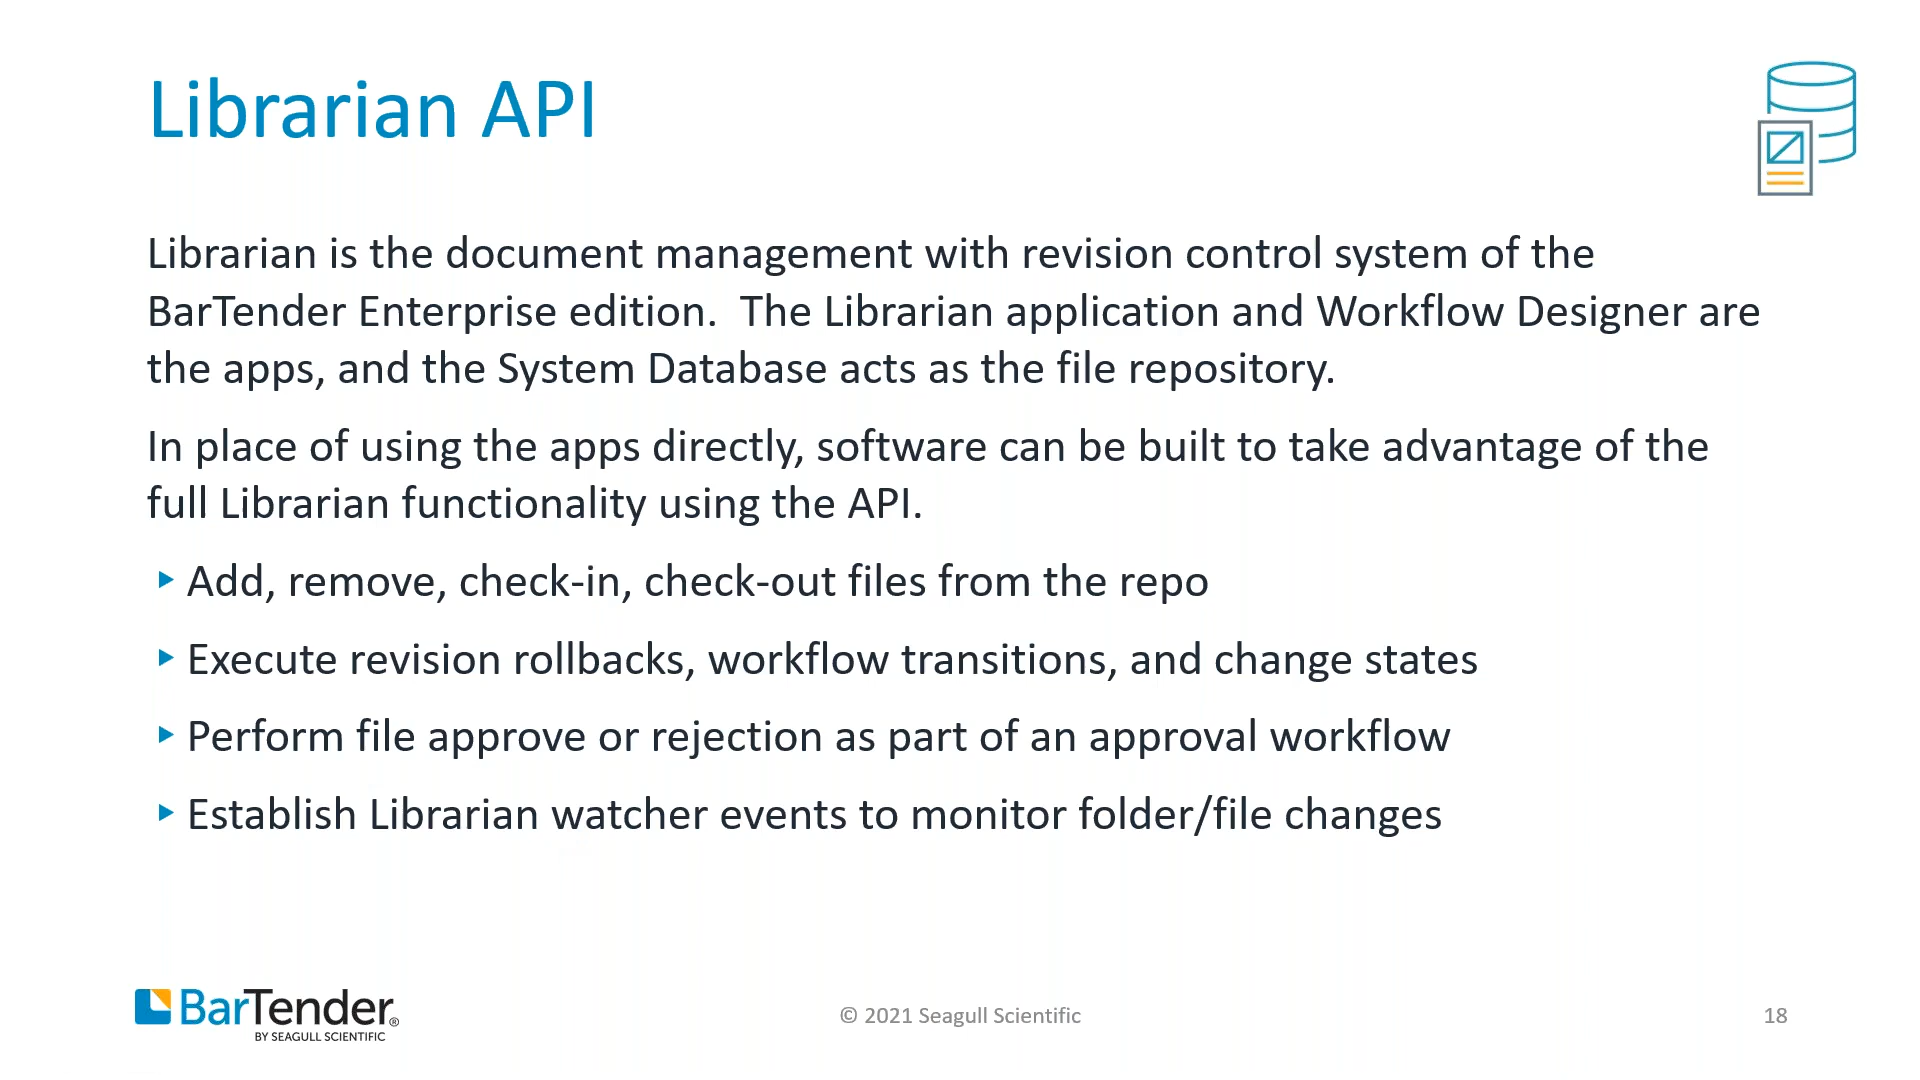 Librarian API
Librarian is the document management with revision control system of the
BarTender Enterprise edition.  The Librarian application and Workflow Designer are
the apps, and the System Database acts as the file repository.
In place of using the apps directly, software can be built to take advantage of the
full Librarian functionality using the API.
‣ Add, remove, check-in, check-out files from the repo
‣ Execute revision rollbacks, workflow transitions, and change states
‣ Perform file approve or rejection as part of an approval workflow
‣ Establish Librarian watcher events to monitor folder/file changes
BarTender®
BY SEAGULL SCIENTIFIC
© 2021 Seagull Scientific
18